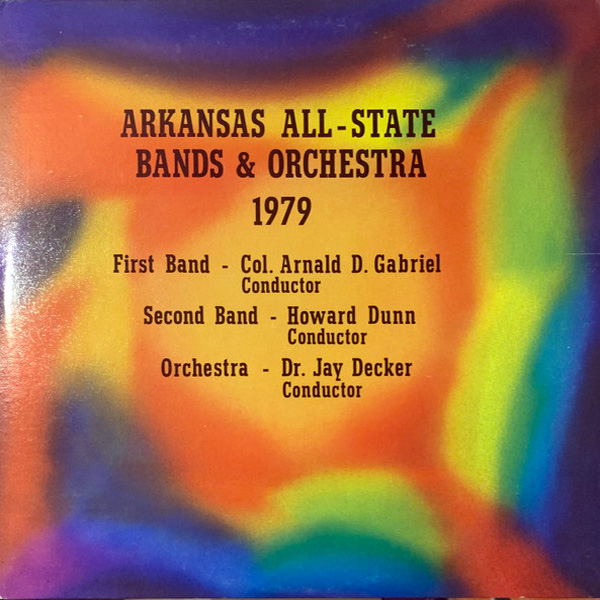 ARKANSAS ALL-STATE
BANDS & ORCHESTRA
1979
First Band - Col. Arnald D. Gabriel
Conductor
Second Band - Howard Dunn
Conductor
Orchestra - Dr. Jay Decker
Conductor